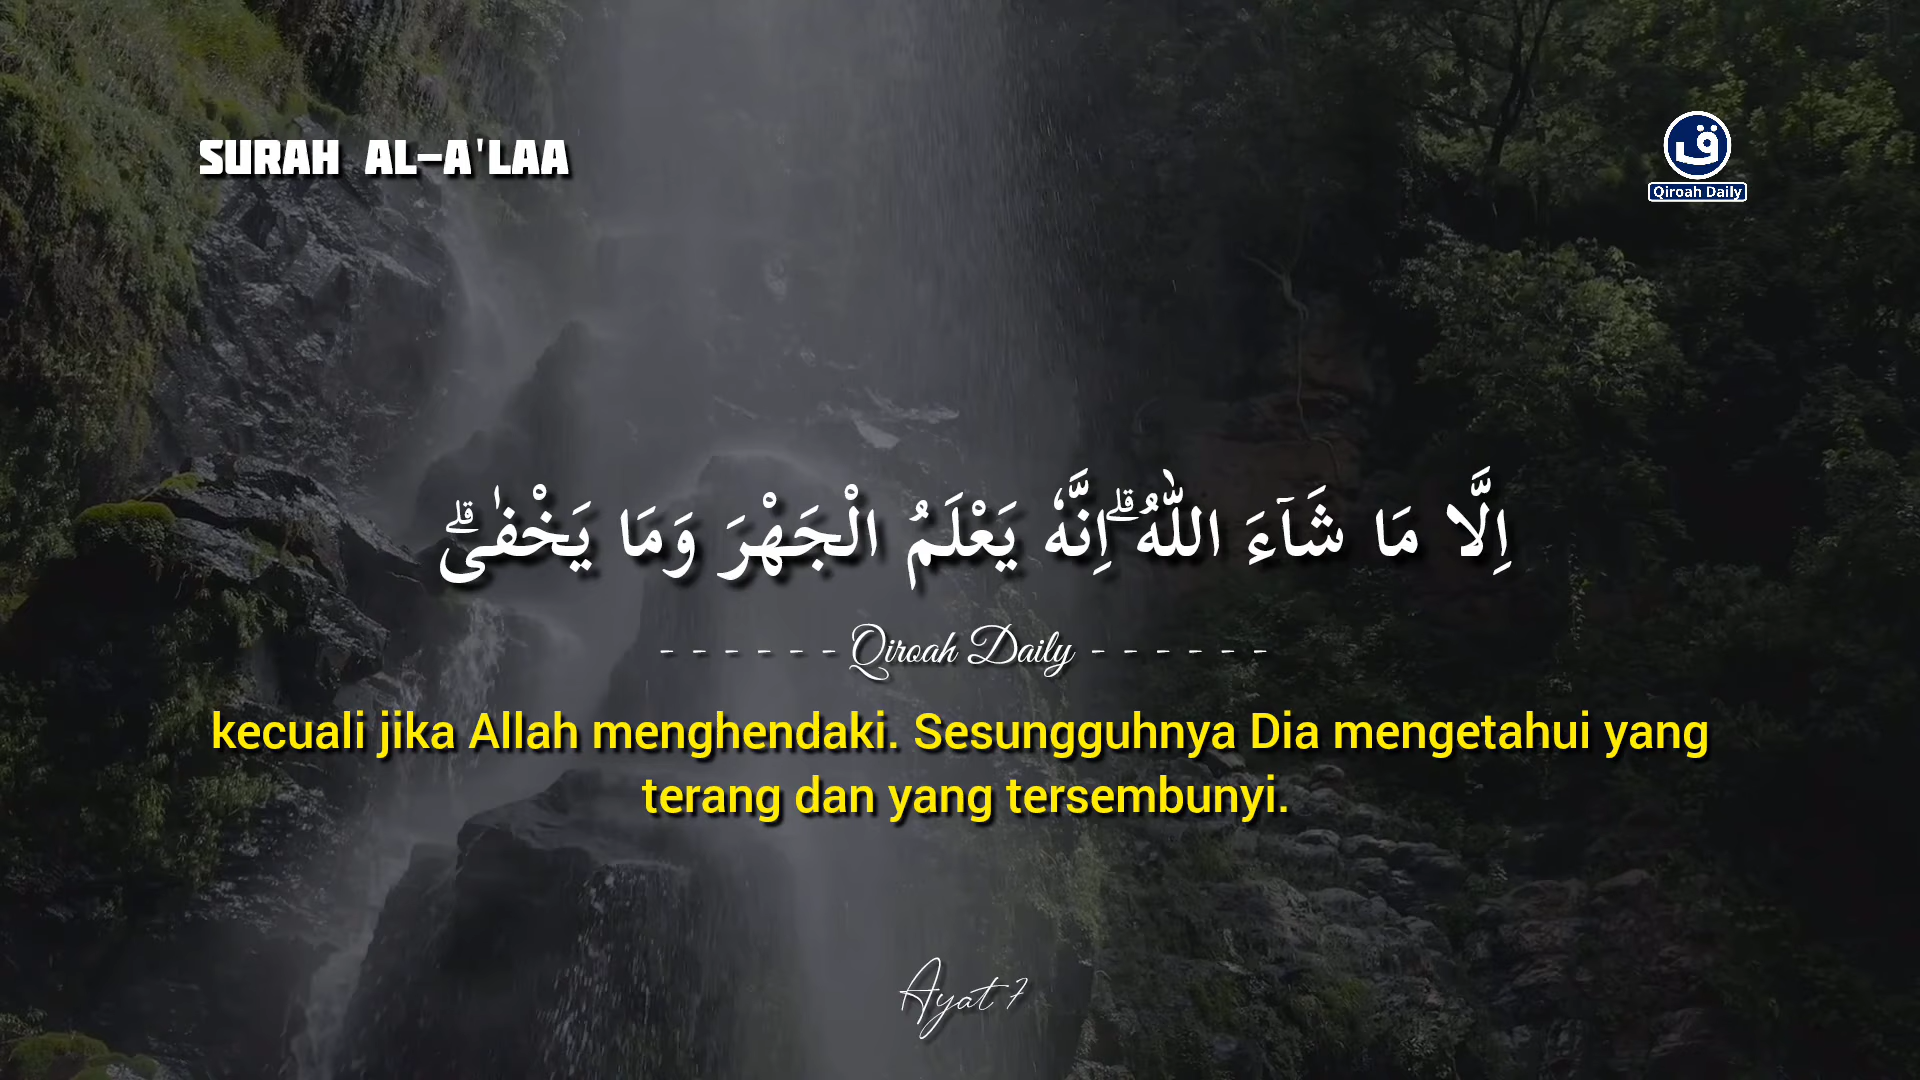 SURAH AL-A'LAA
ق
Qiroah Daily
اِلَّا مَا شَاۤءَ اللّٰهُ ۗاِنَّهٗ يَعْلَمُ الْجَهْرَ وَمَا يَخْفٰىۗ
- - - - - - Qiroah Daily - - - - - -
kecuali jika Allah menghendaki. Sesungguhnya Dia mengetahui yang
terang dan yang tersembunyi.
Ayat 7